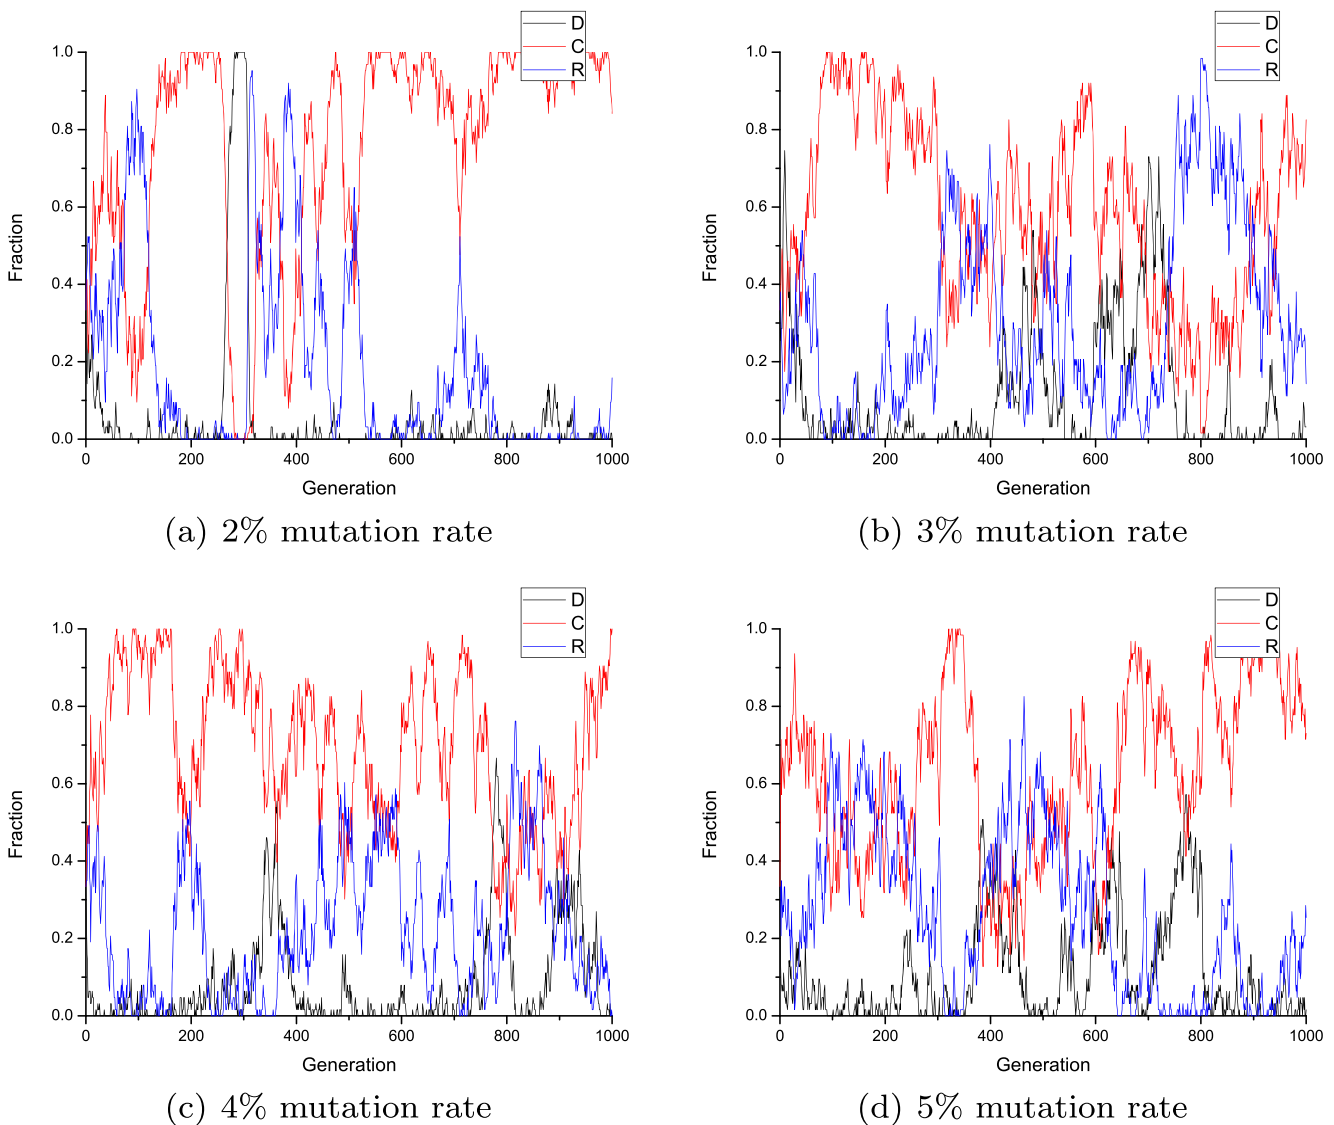 D
C
R
1.0
0.8
0.6
0.4
0.2
0.0
Fraction
0 200 400 600 800 1000
Generation
(a) 2% mutation rate
D
C
R
1.0
0.8
0.6
0.4
0.2
0.0
Fraction
0 200 400 600 800 1000
Generation
(b) 3% mutation rate
D
C
R
1.0
0.8
0.6
0.4
0.2
0.0
Fraction
0 200 400 600 800 1000
Generation
(c) 4% mutation rate
D
C
R
1.0
0.8
0.6
0.4
0.2
0.0
Fraction
0 200 400 600 800 1000
Generation
(d) 5% mutation rate